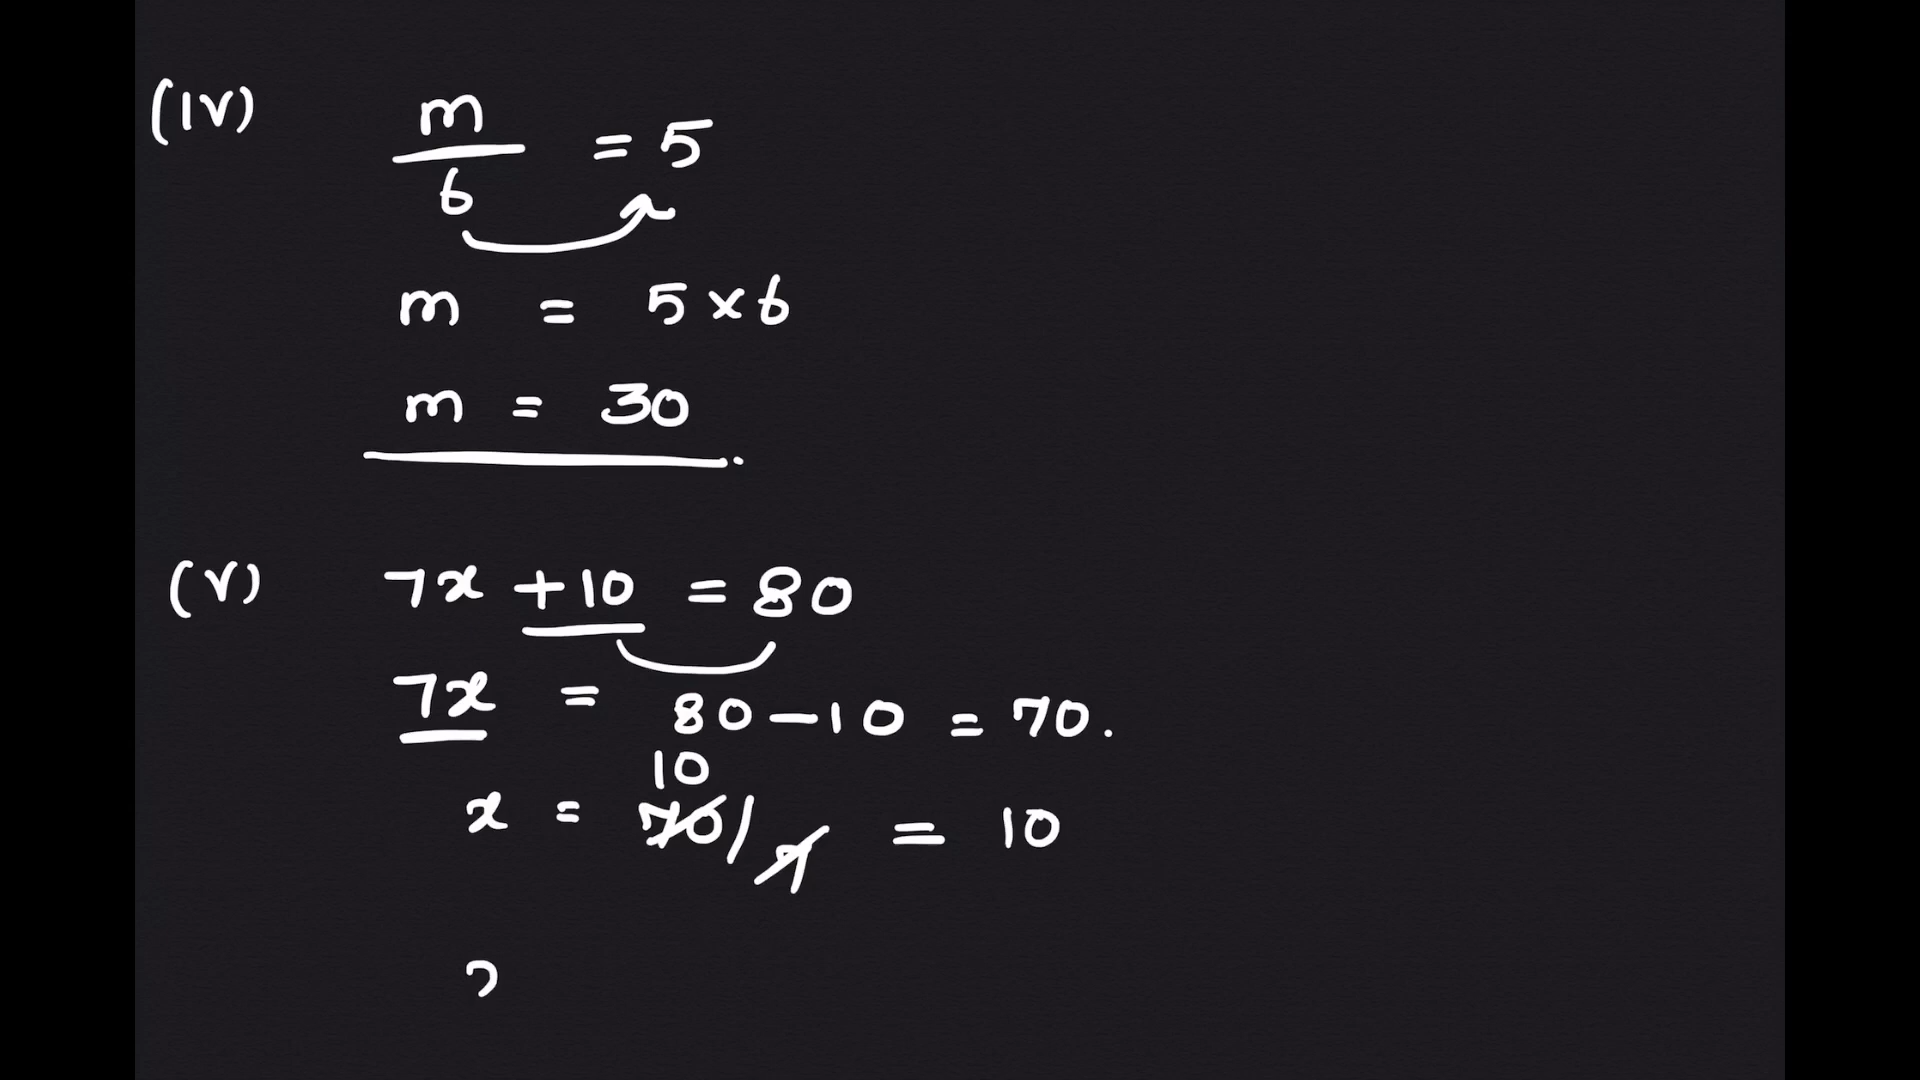 (IV) m/6 = 5
m = 5 × 6
m = 30
(V) 7x + 10 = 80
7x = 80 - 10 = 70.
10
x = 70/7 = 10